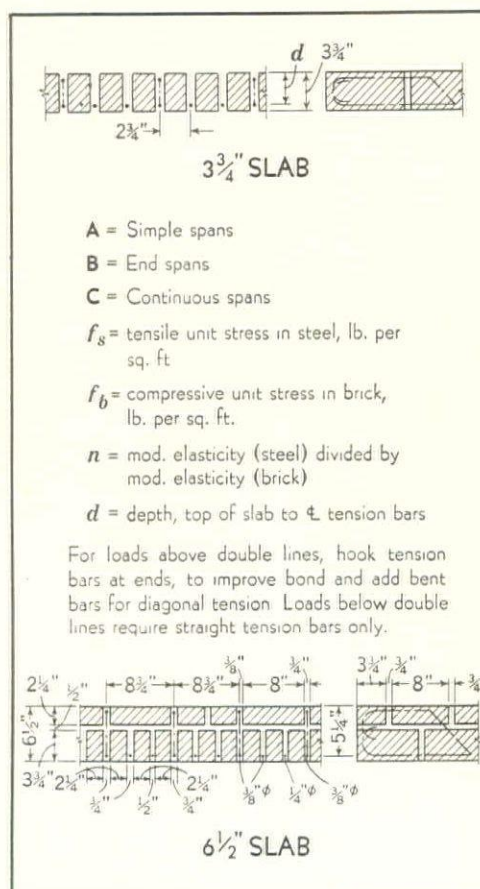 d 3¾"
2¾"
3¾" SLAB
A = Simple spans
B = End spans
C = Continuous spans
f_s = tensile unit stress in steel, lb. per
sq. ft
f_b = compressive unit stress in brick,
lb. per sq. ft.
n = mod. elasticity (steel) divided by
mod. elasticity (brick)
d = depth, top of slab to ℄ tension bars
For loads above double lines, hook tension
bars at ends, to improve bond and add bent
bars for diagonal tension Loads below double
lines require straight tension bars only.
⅜" ¾" 3¼" ¾"
2¼" ½" 8¾" 8¾" 8" 8" ¾
6½" 5¼"
3¾" 2¼" 2¼"
¾" ½" ¾" ⅜"ø ¼"ø ⅜"ø
6½" SLAB